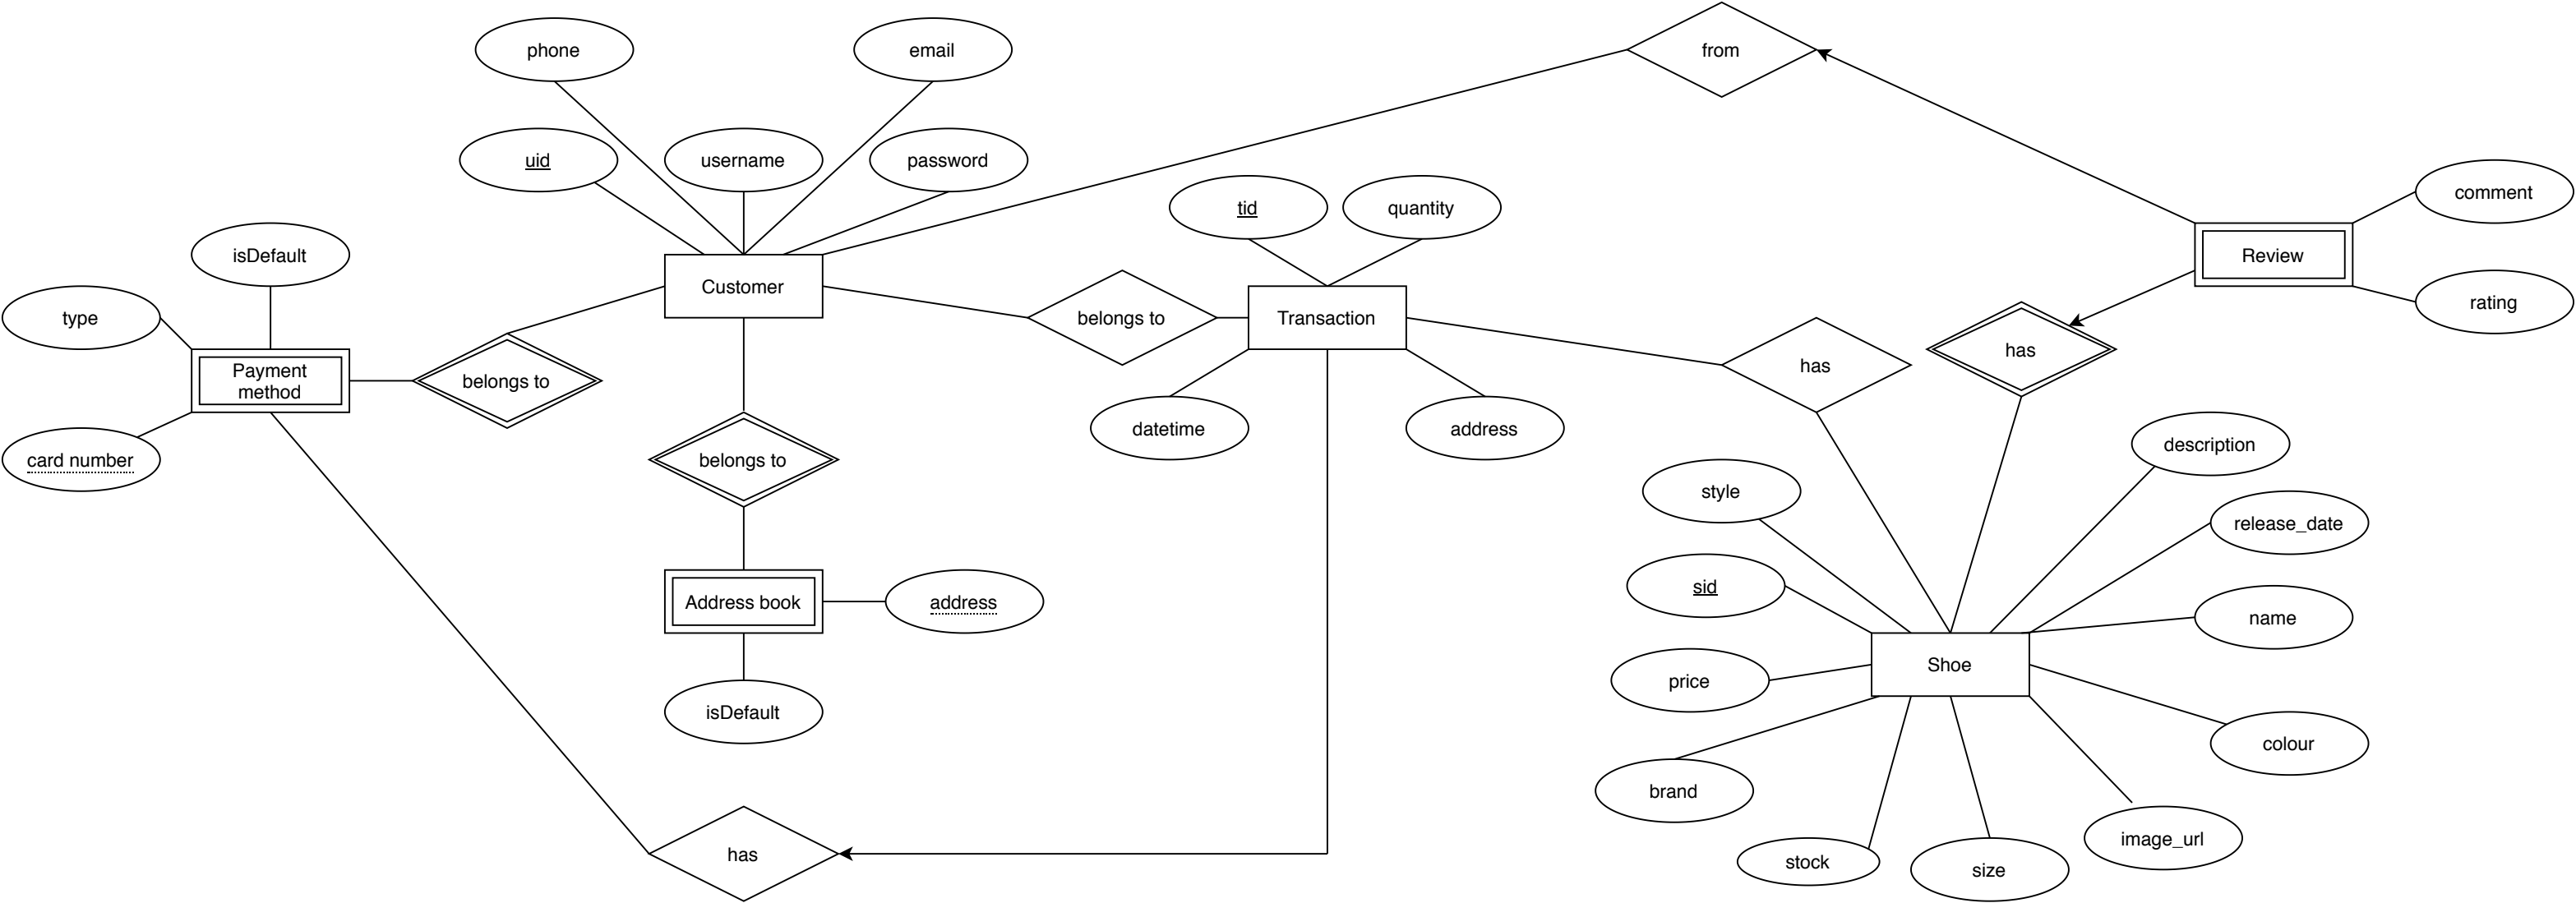 phone
email
from
uid
username
password
comment
tid
quantity
isDefault
Review
Customer
rating
type
belongs to
Transaction
has
has
Payment
method
belongs to
datetime
address
description
card number
belongs to
style
release_date
sid
Address book
address
name
Shoe
price
isDefault
colour
brand
image_url
has
stock
size